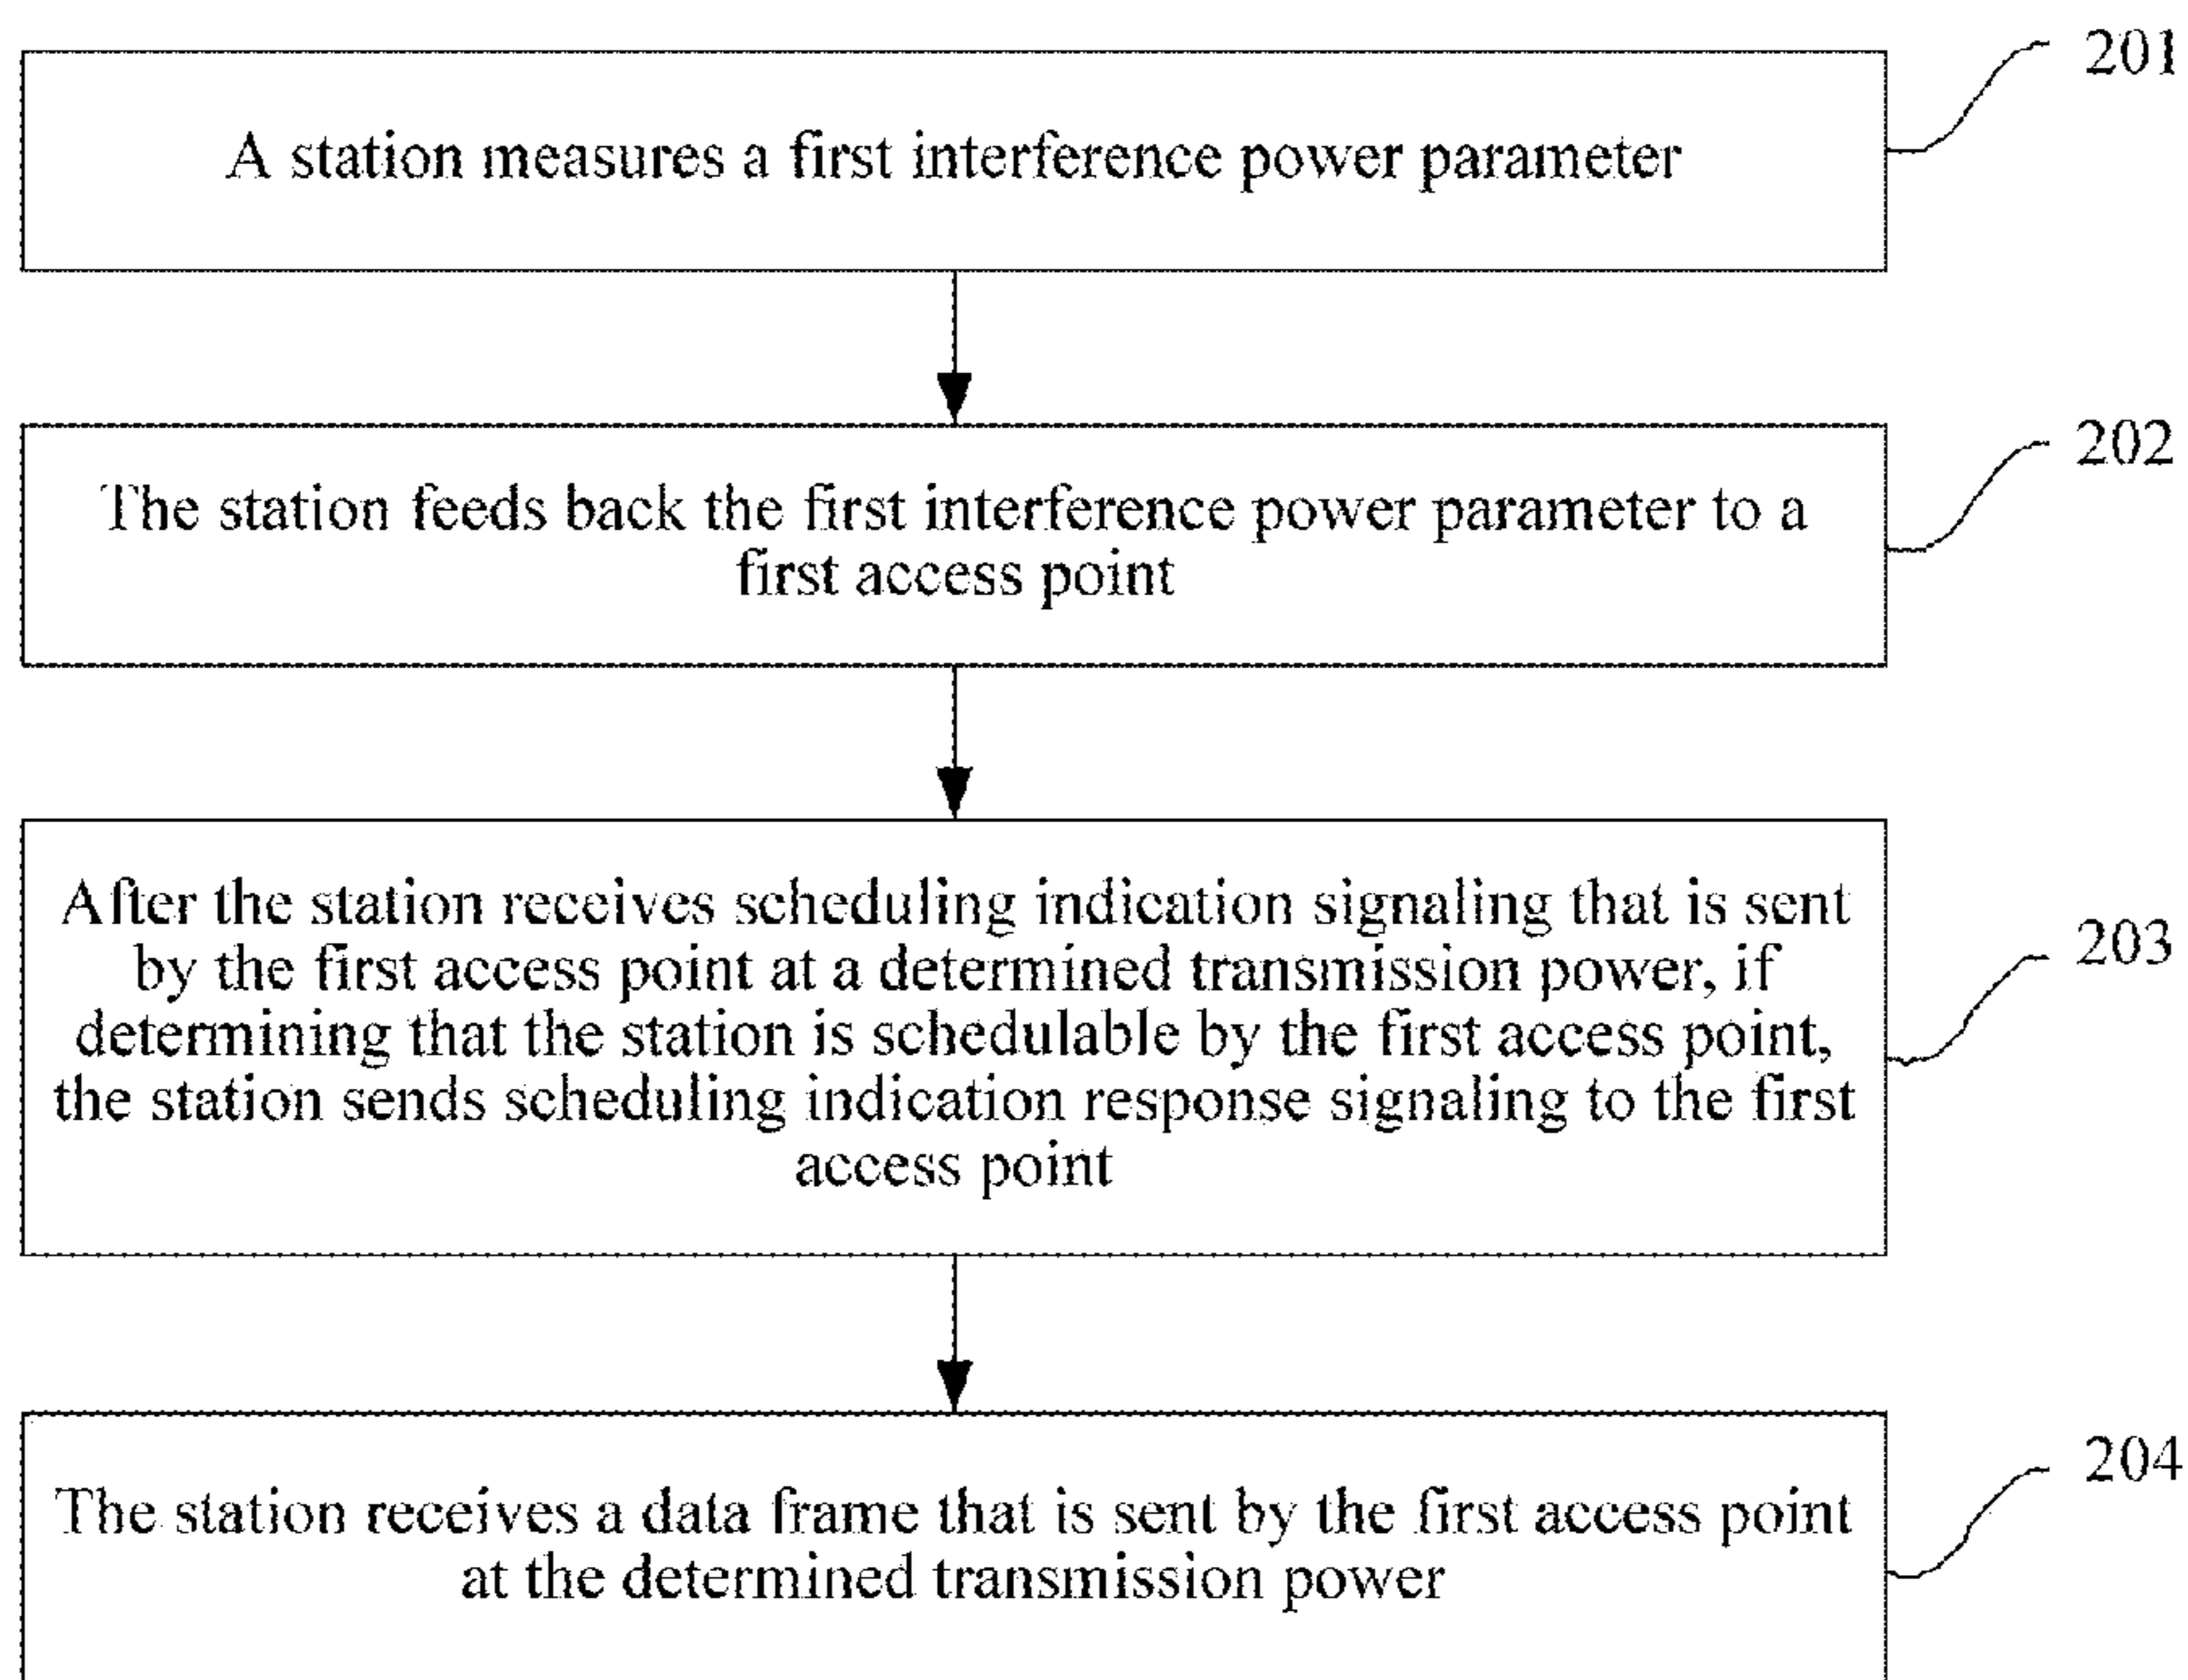 201
A station measures a first interference power parameter
202
The station feeds back the first interference power parameter to a
first access point
After the station receives scheduling indication signaling that is sent
by the first access point at a determined transmission power, if
determining that the station is schedulable by the first access point,
the station sends scheduling indication response signaling to the first
access point
203
204
The station receives a data frame that is sent by the first access point
at the determined transmission power